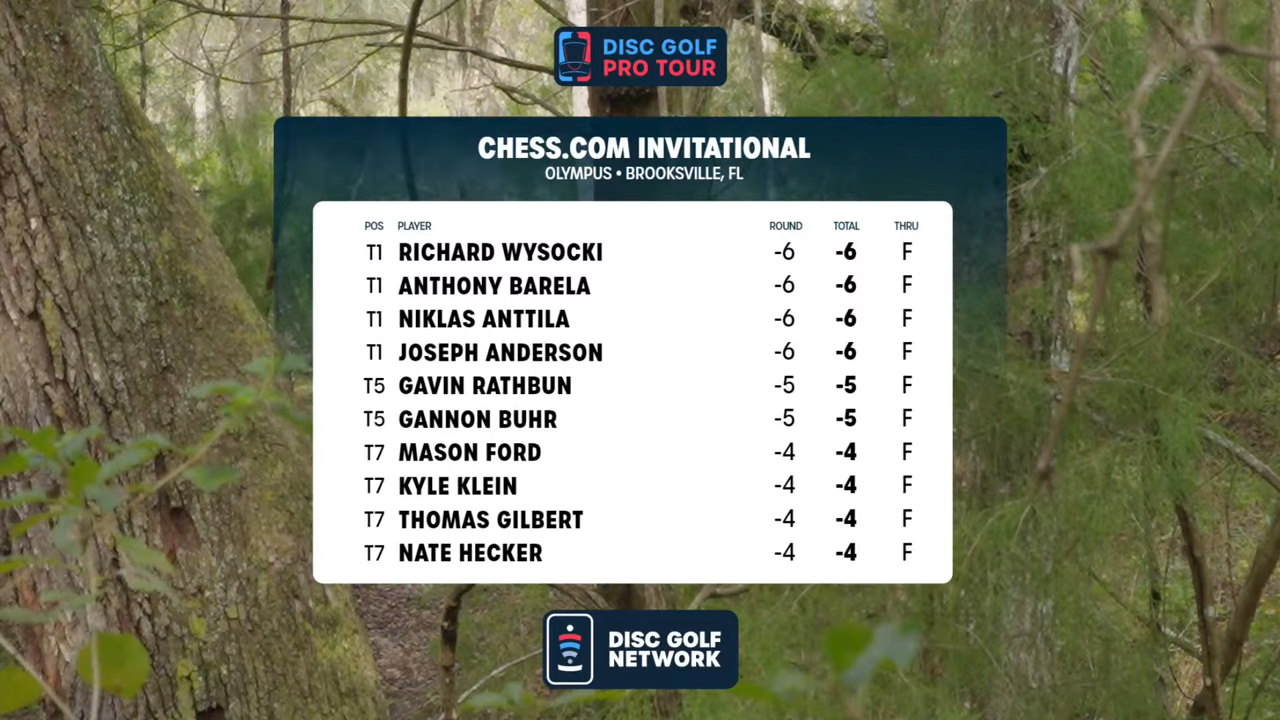 DISC GOLF
PRO TOUR
CHESS.COM INVITATIONAL
OLYMPUS • BROOKSVILLE, FL
POS PLAYER ROUND TOTAL THRU
T1 RICHARD WYSOCKI -6 -6 F
T1 ANTHONY BARELA -6 -6 F
T1 NIKLAS ANTTILA -6 -6 F
T1 JOSEPH ANDERSON -6 -6 F
T5 GAVIN RATHBUN -5 -5 F
T5 GANNON BUHR -5 -5 F
T7 MASON FORD -4 -4 F
T7 KYLE KLEIN -4 -4 F
T7 THOMAS GILBERT -4 -4 F
T7 NATE HECKER -4 -4 F
DISC GOLF
NETWORK